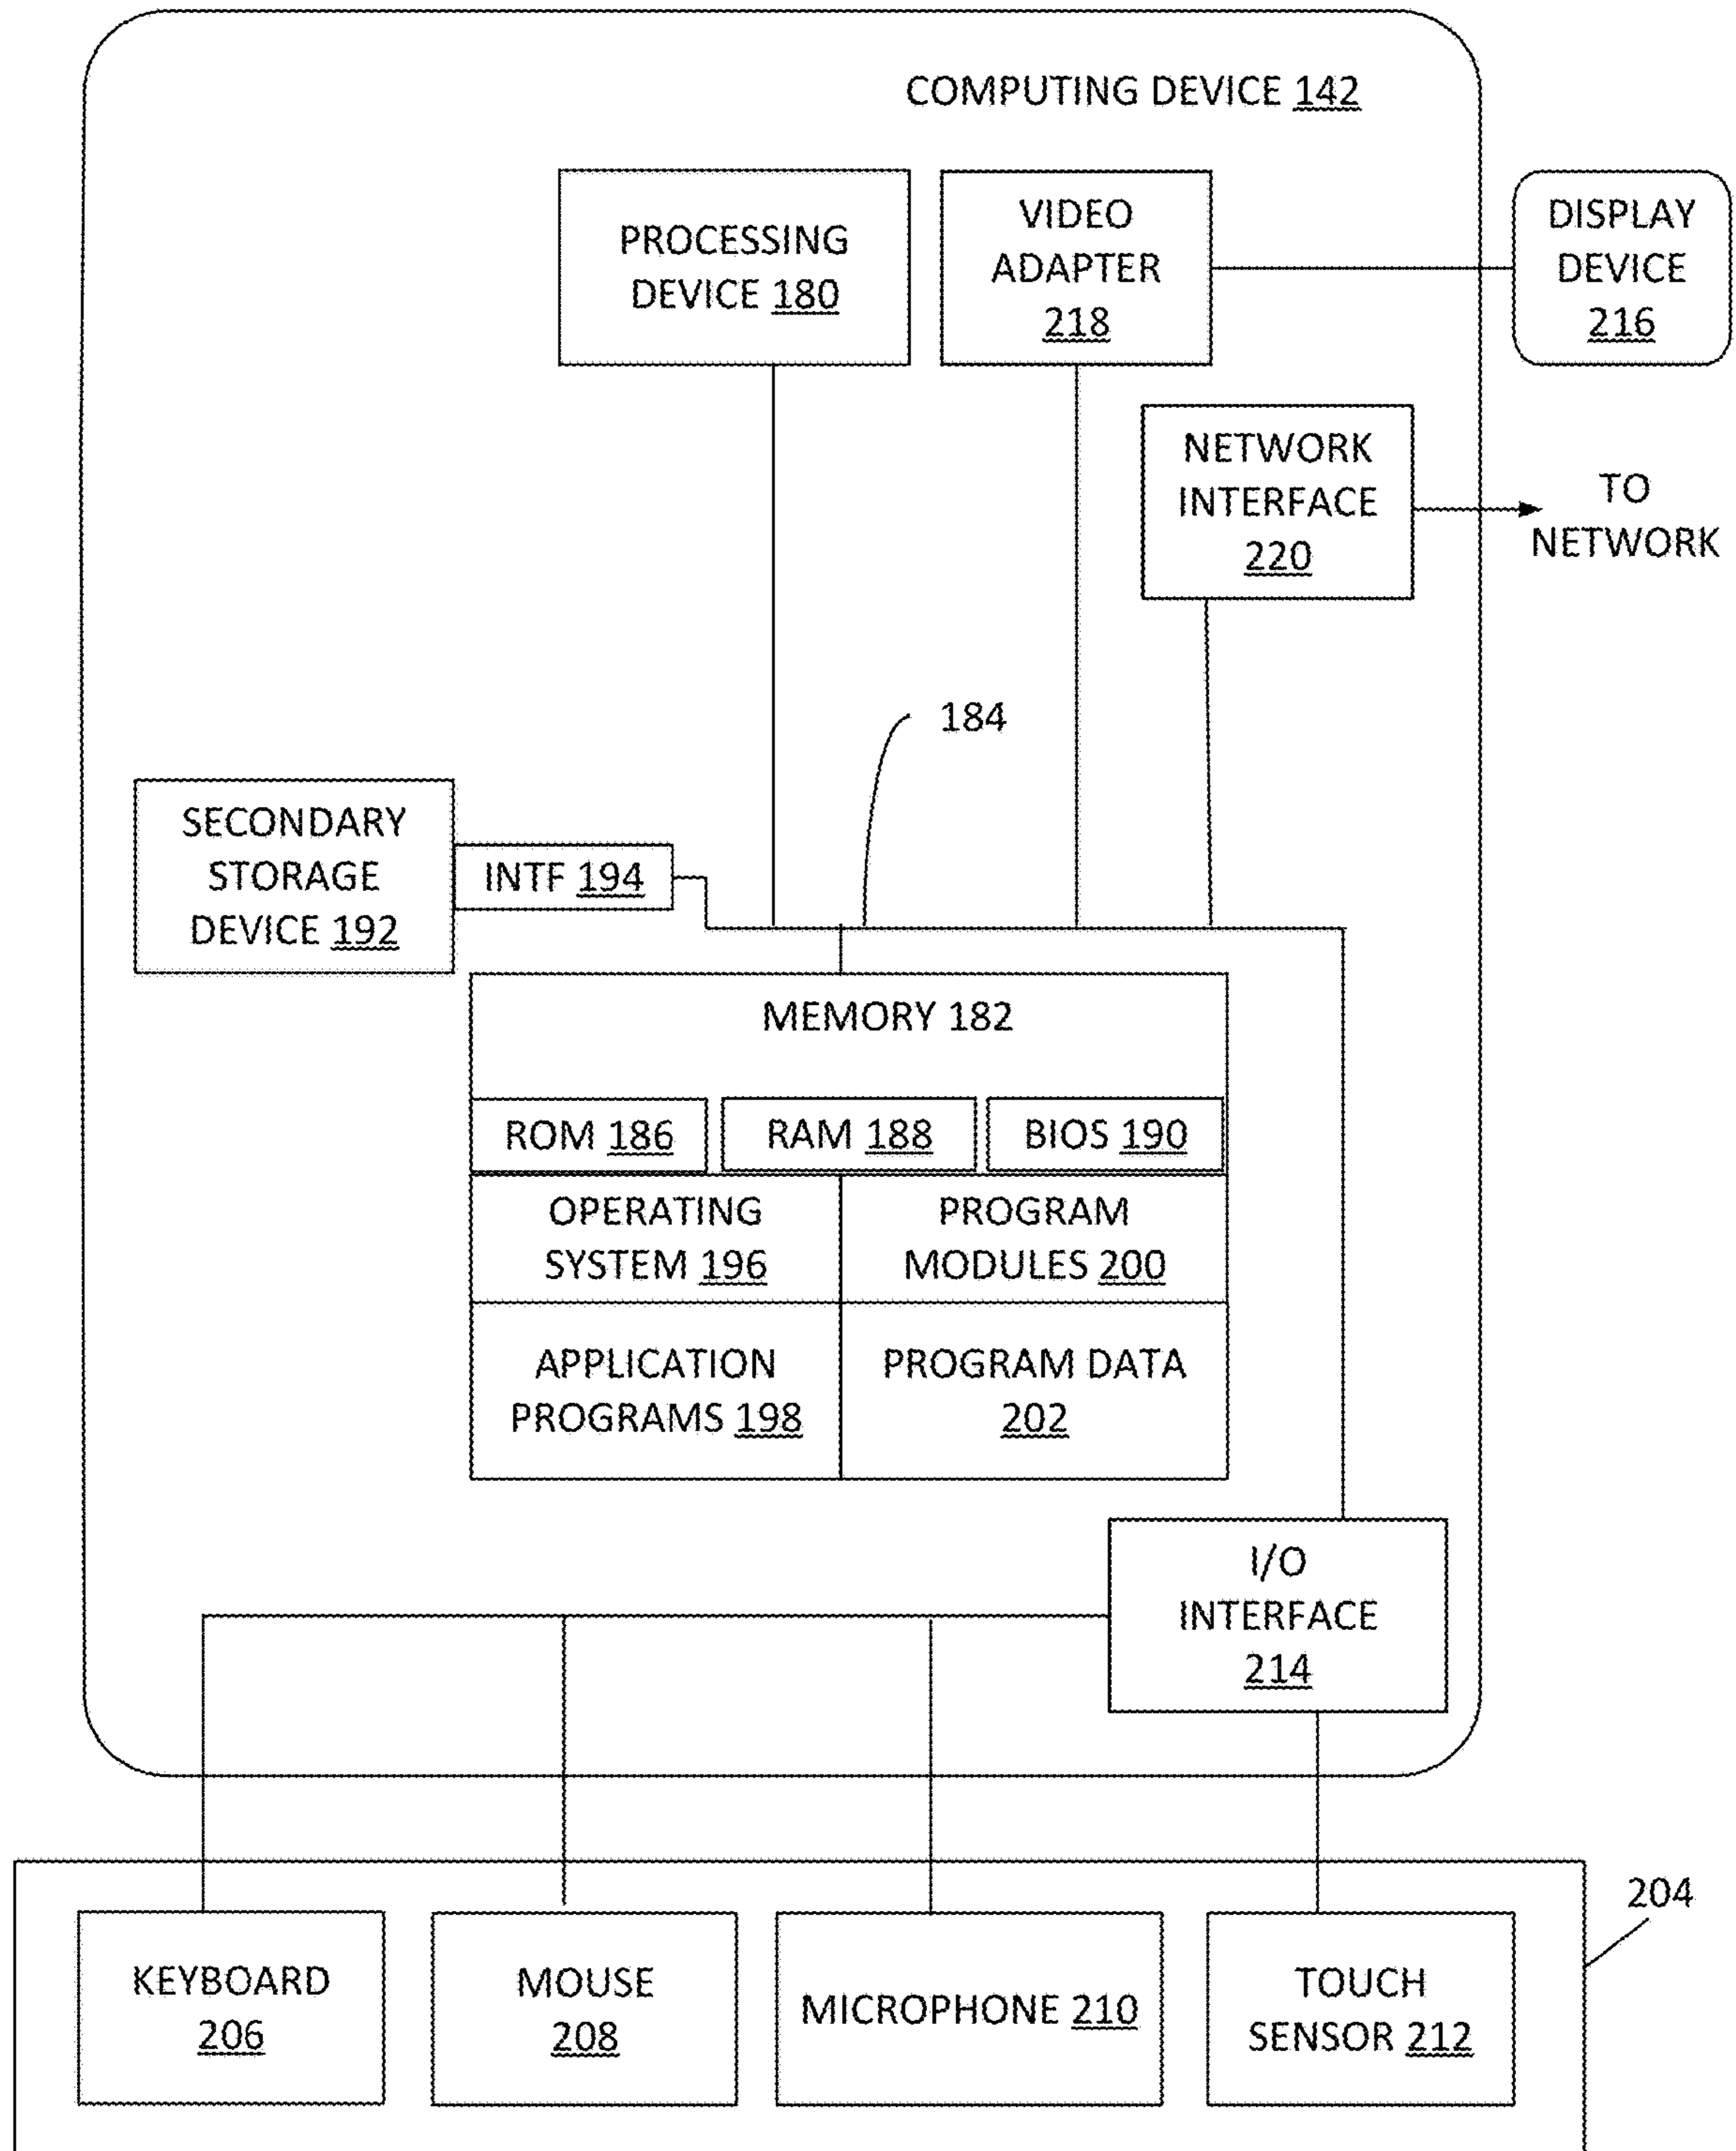 COMPUTING DEVICE 142
PROCESSING
DEVICE 180
VIDEO
ADAPTER
218
DISPLAY
DEVICE
216
NETWORK
INTERFACE
220
TO
NETWORK
184
SECONDARY
STORAGE
DEVICE 192
INTF 194
MEMORY 182
ROM 186
RAM 188
BIOS 190
OPERATING
SYSTEM 196
PROGRAM
MODULES 200
APPLICATION
PROGRAMS 198
PROGRAM DATA
202
I/O
INTERFACE
214
204
KEYBOARD
206
MOUSE
208
MICROPHONE 210
TOUCH
SENSOR 212